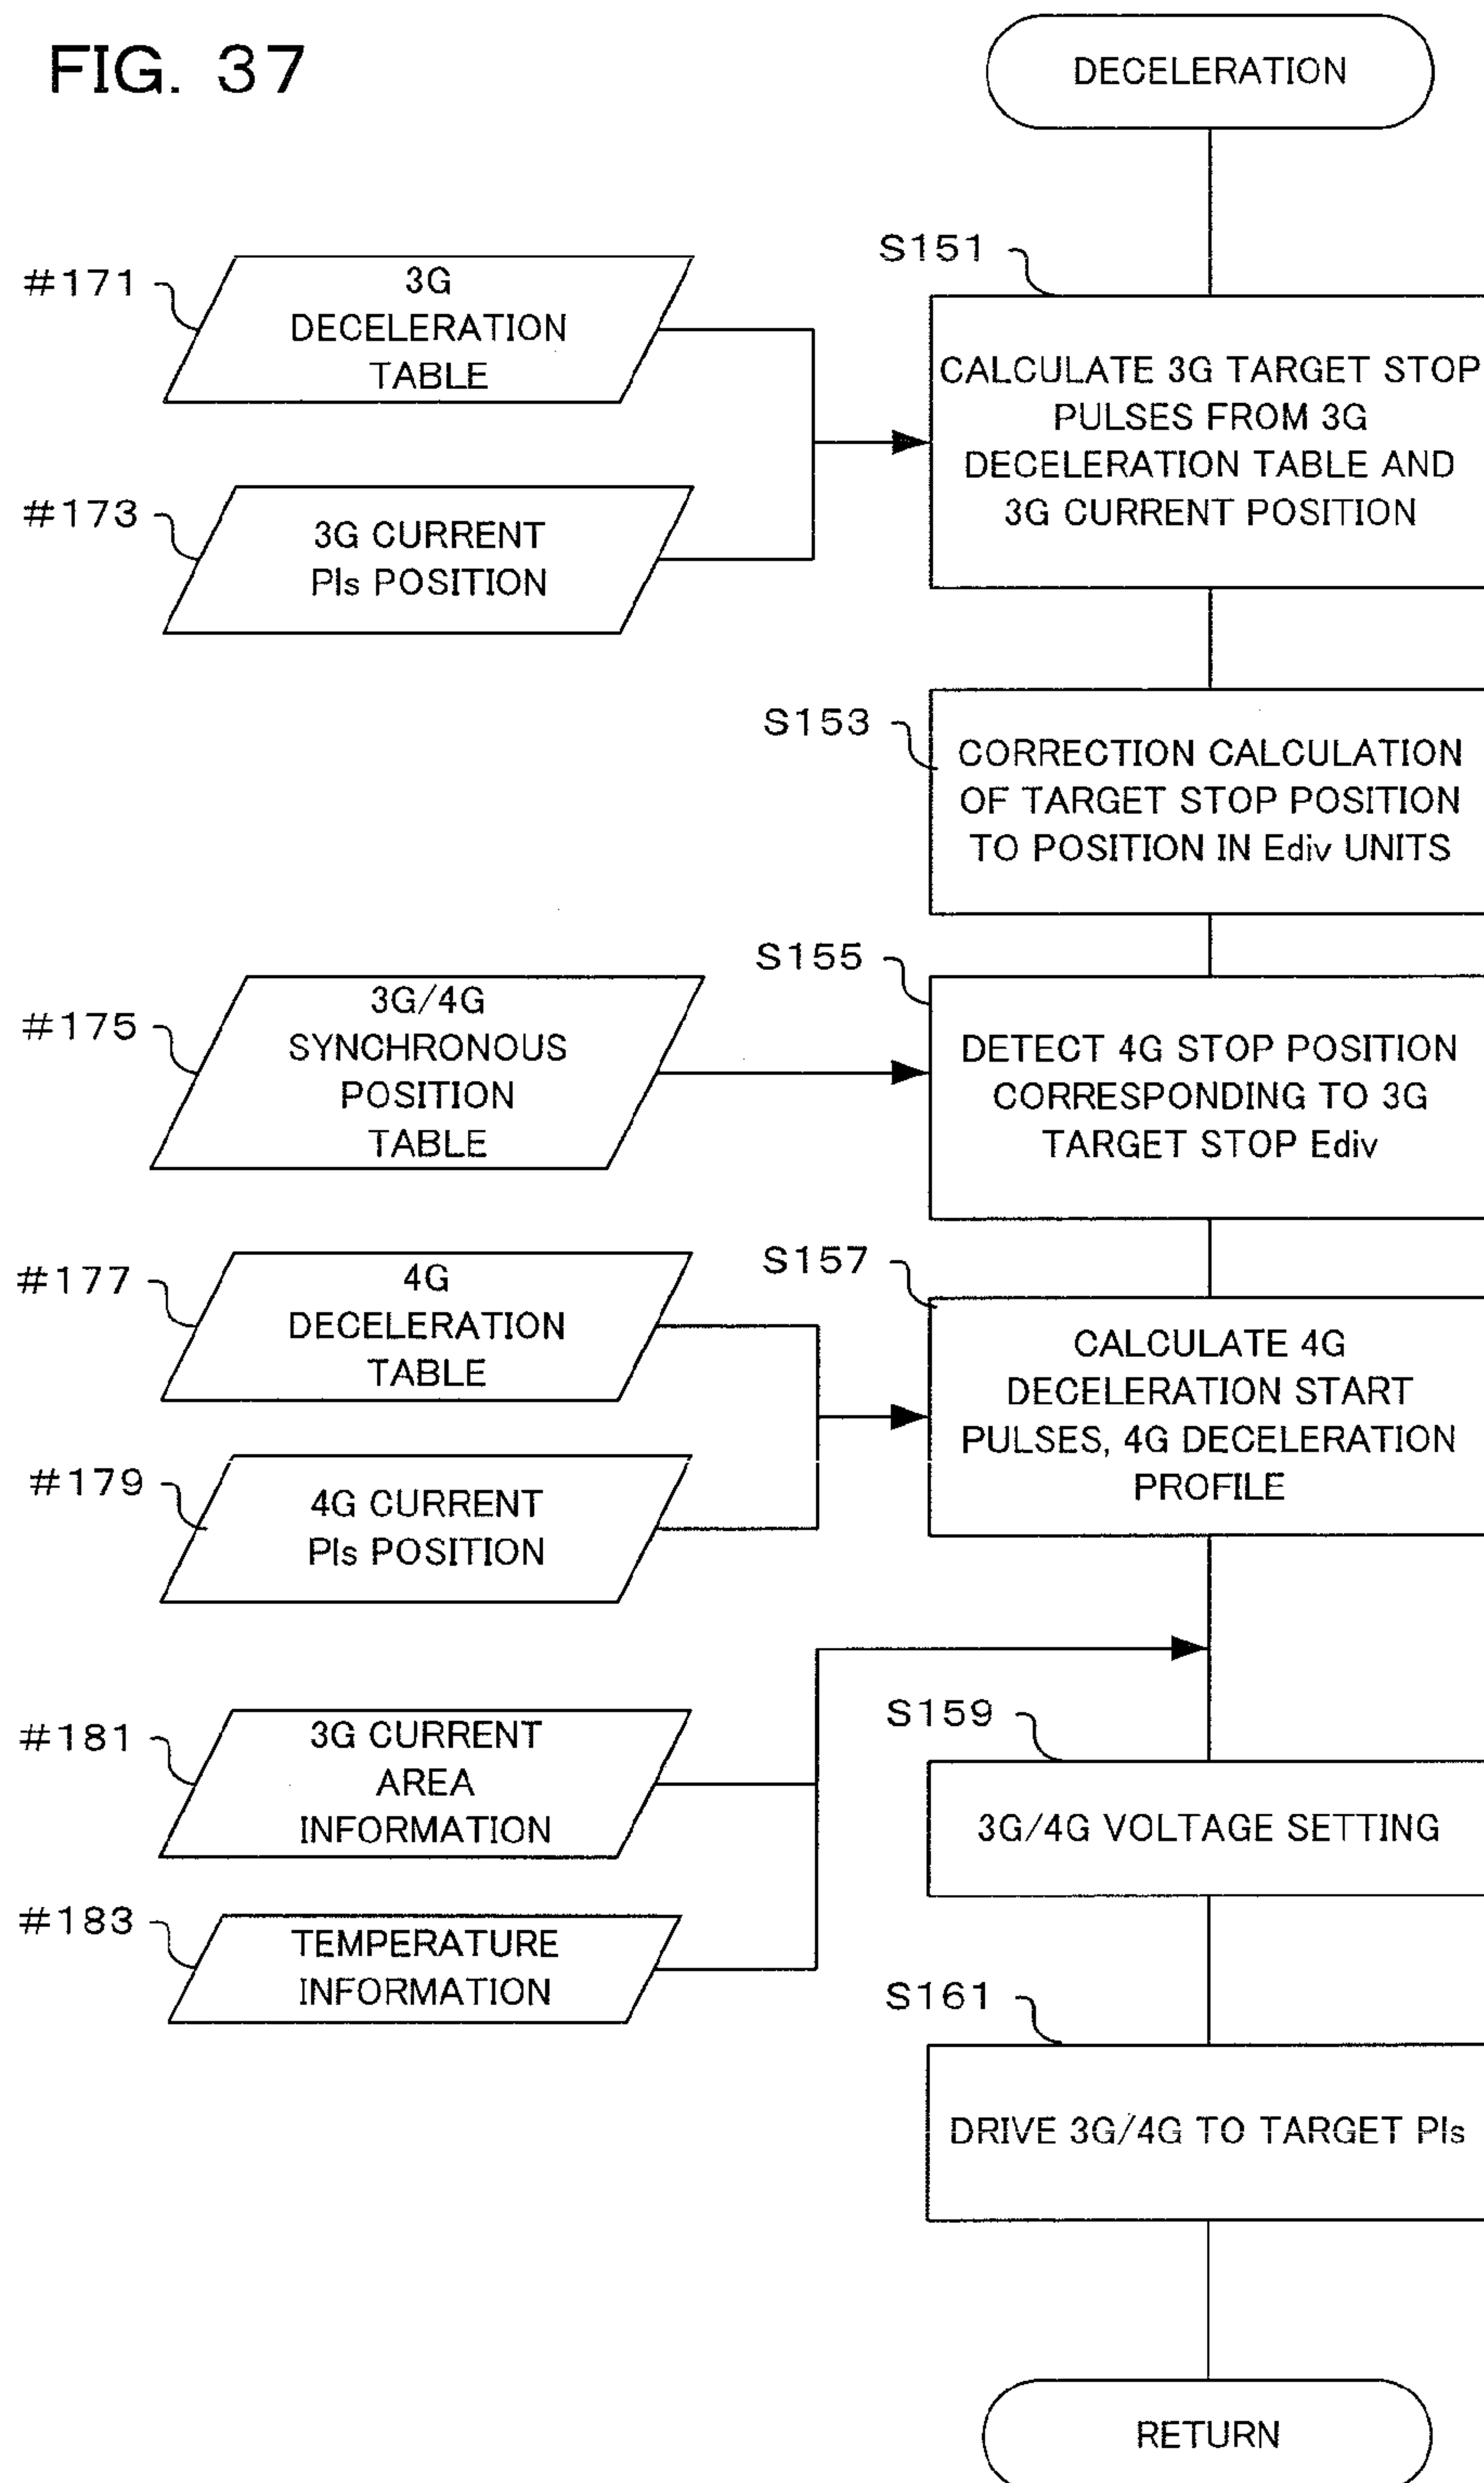 FIG. 37
DECELERATION
S151
#171
3G
DECELERATION
TABLE
CALCULATE 3G TARGET STOP
PULSES FROM 3G
DECELERATION TABLE AND
3G CURRENT POSITION
#173
3G CURRENT
PIs POSITION
S153
CORRECTION CALCULATION
OF TARGET STOP POSITION
TO POSITION IN Ediv UNITS
S155
#175
3G/4G
SYNCHRONOUS
POSITION
TABLE
DETECT 4G STOP POSITION
CORRESPONDING TO 3G
TARGET STOP Ediv
S157
#177
4G
DECELERATION
TABLE
CALCULATE 4G
DECELERATION START
PULSES, 4G DECELERATION
PROFILE
#179
4G CURRENT
PIs POSITION
S159
#181
3G CURRENT
AREA
INFORMATION
3G/4G VOLTAGE SETTING
#183
TEMPERATURE
INFORMATION
S161
DRIVE 3G/4G TO TARGET PIs
RETURN